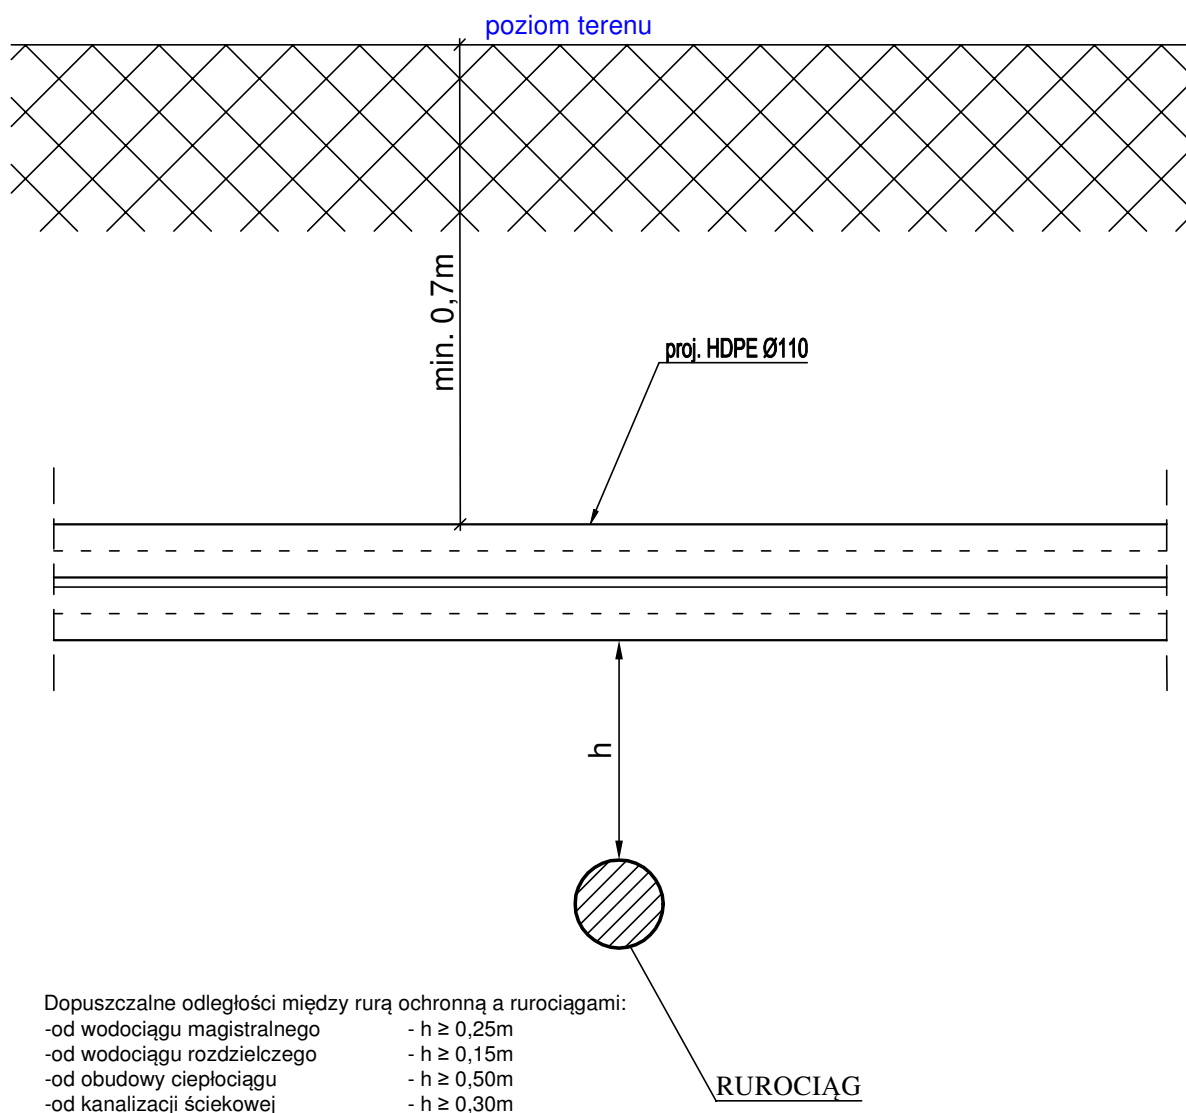 poziom terenu
min. 0,7m
proj. HDPE Ø110
h
Dopuszczalne odległości między rurą ochronną a rurociągami:
-od wodociągu magistralnego - h ≥ 0,25m
-od wodociągu rozdzielczego - h ≥ 0,15m
-od obudowy ciepłociągu - h ≥ 0,50m
-od kanalizacji ściekowej - h ≥ 0,30m
RUROCIĄG